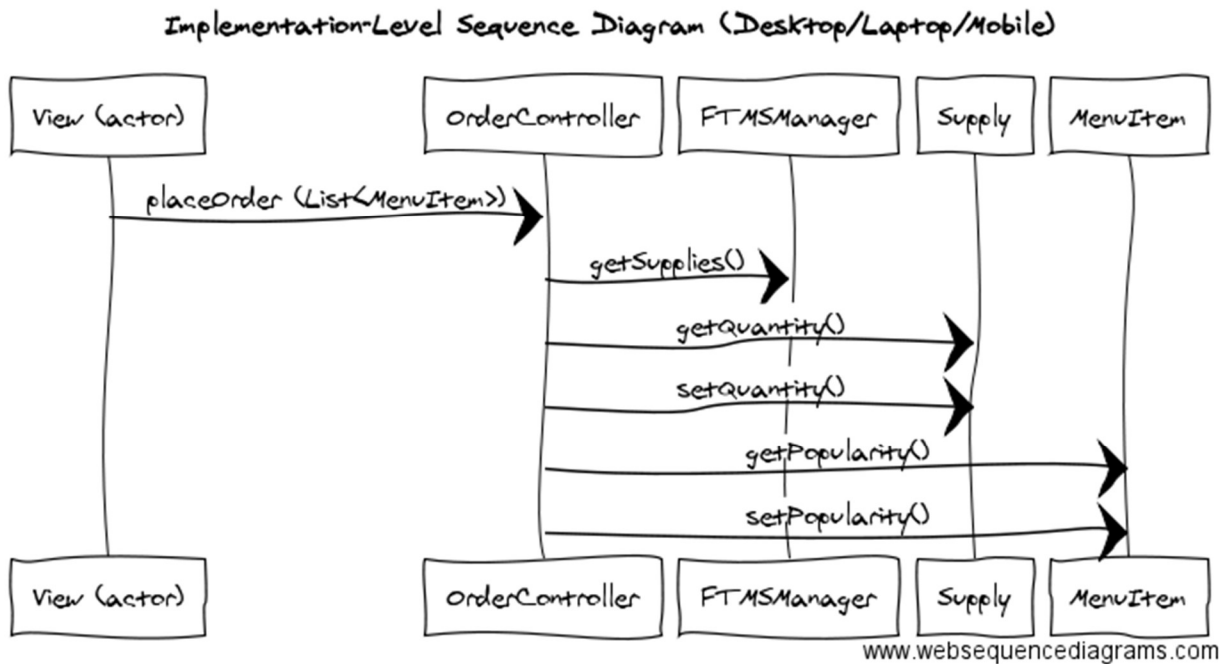 Implementation-Level Sequence Diagram (Desktop/Laptop/Mobile)
View (actor) OrderController FTMSManager Supply MenuItem
placeOrder (List<MenuItem>)
getSupplies()
getQuantity()
setQuantity()
getPopularity()
setPopularity()
View (actor) OrderController FTMSManager Supply MenuItem
www.websequencediagrams.com